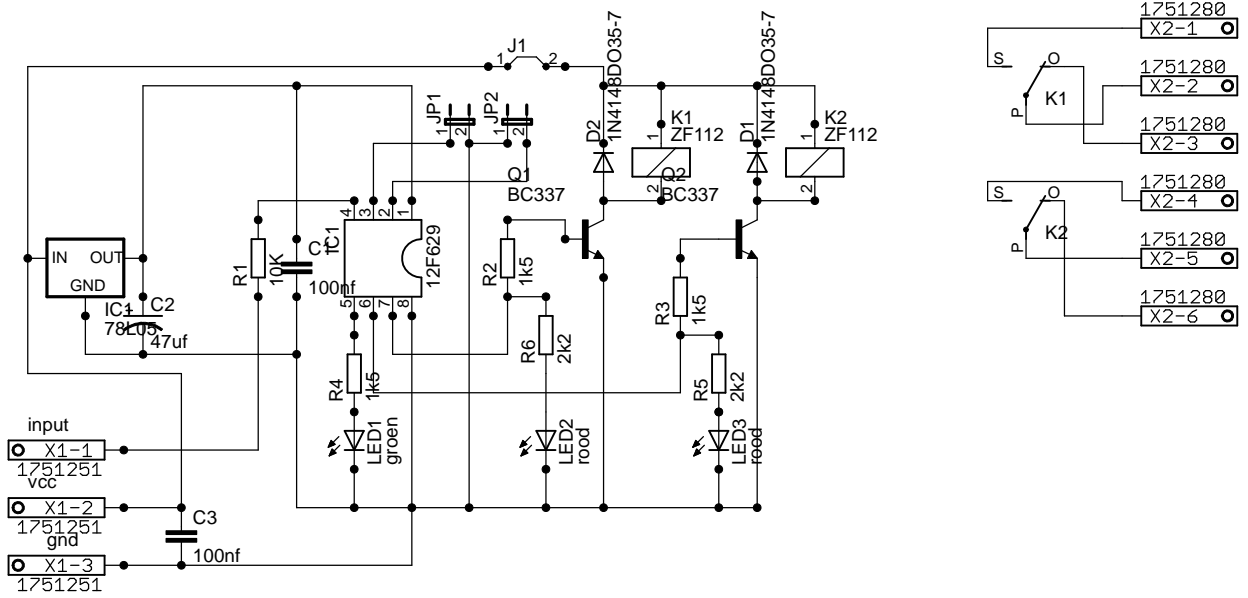 J1
1
2
JP1
1
2
JP2
1
2
D2
1N4148DO35-7
K1
ZF112
1
2
D1
1N4148DO35-7
K2
ZF112
1
2
Q1
BC337
Q2
BC337
IN
OUT
GND
IC1
78L05
C2
47uf
R1
10K
C1
100nf
IC1
12F629
4
3
2
1
5
6
7
8
R2
1k5
R3
1k5
R4
1k5
R6
2k2
R5
2k2
LED1
groen
LED2
rood
LED3
rood
input
X1-1
1751251
vcc
X1-2
1751251
gnd
X1-3
1751251
C3
100nf
S
O
P
K1
S
O
P
K2
1751280
X2-1
1751280
X2-2
1751280
X2-3
1751280
X2-4
1751280
X2-5
1751280
X2-6